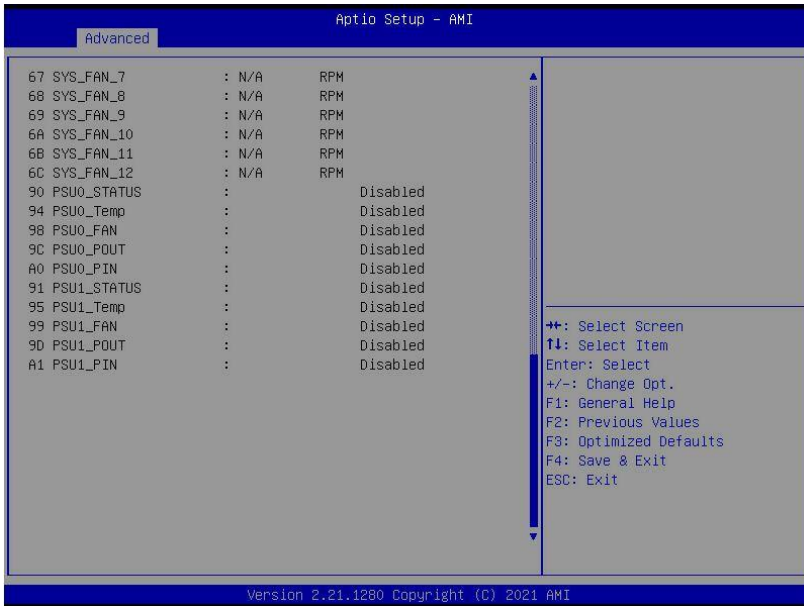 Aptio Setup – AMI
Advanced
67 SYS_FAN_7 : N/A RPM
68 SYS_FAN_8 : N/A RPM
69 SYS_FAN_9 : N/A RPM
6A SYS_FAN_10 : N/A RPM
6B SYS_FAN_11 : N/A RPM
6C SYS_FAN_12 : N/A RPM
90 PSU0_STATUS : Disabled
94 PSU0_Temp : Disabled
98 PSU0_FAN : Disabled
9C PSU0_POUT : Disabled
A0 PSU0_PIN : Disabled
91 PSU1_STATUS : Disabled
95 PSU1_Temp : Disabled
99 PSU1_FAN : Disabled
9D PSU1_POUT : Disabled
A1 PSU1_PIN : Disabled
→←: Select Screen
↑↓: Select Item
Enter: Select
+/-: Change Opt.
F1: General Help
F2: Previous Values
F3: Optimized Defaults
F4: Save & Exit
ESC: Exit
Version 2.21.1280 Copyright (C) 2021 AMI